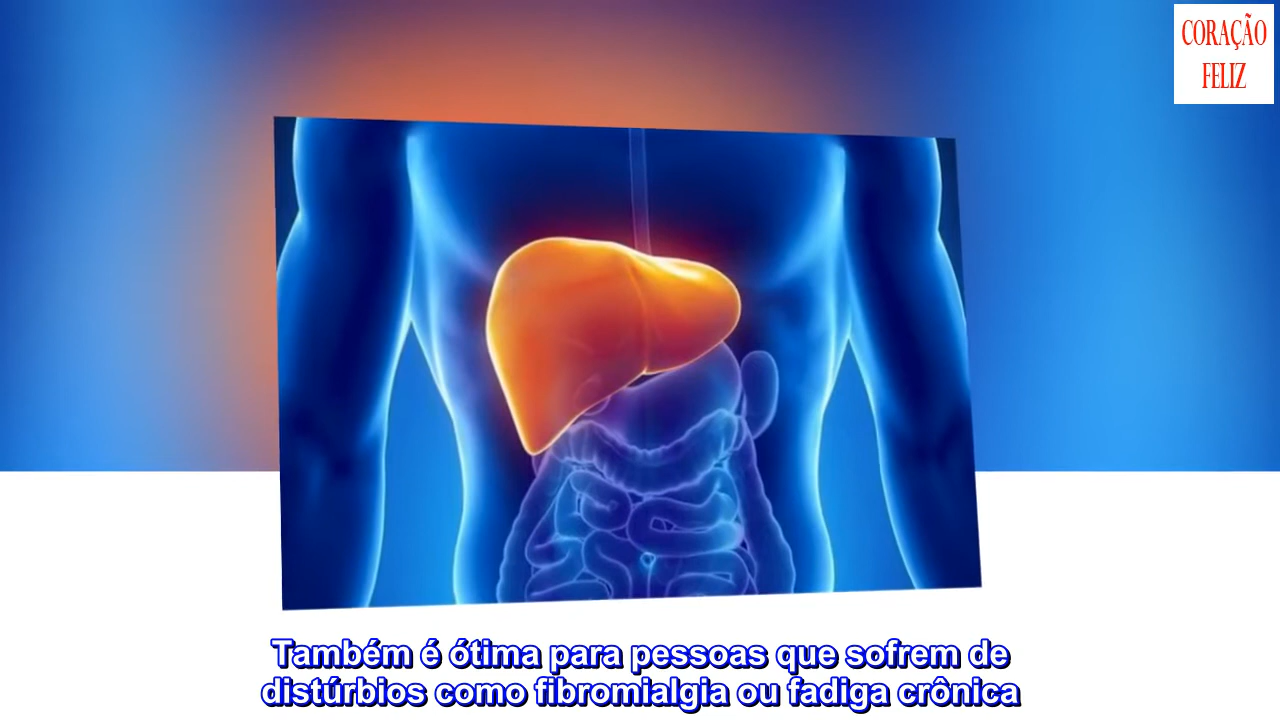 CORAÇÃO
FELIZ
Também é ótima para pessoas que sofrem de
distúrbios como fibromialgia ou fadiga crônica